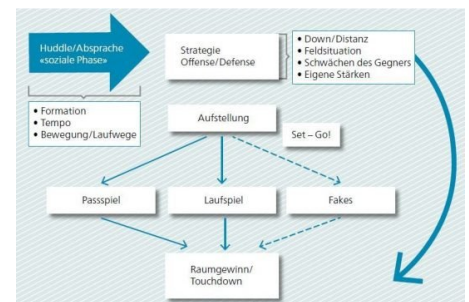 Huddle/Absprache
«soziale Phase»
Strategie
Offense/Defense
• Down/Distanz
• Feldsituation
• Schwächen des Gegners
• Eigene Stärken
• Formation
• Tempo
• Bewegung/Laufwege
Aufstellung
Set – Go!
Passspiel
Laufspiel
Fakes
Raumgewinn/
Touchdown